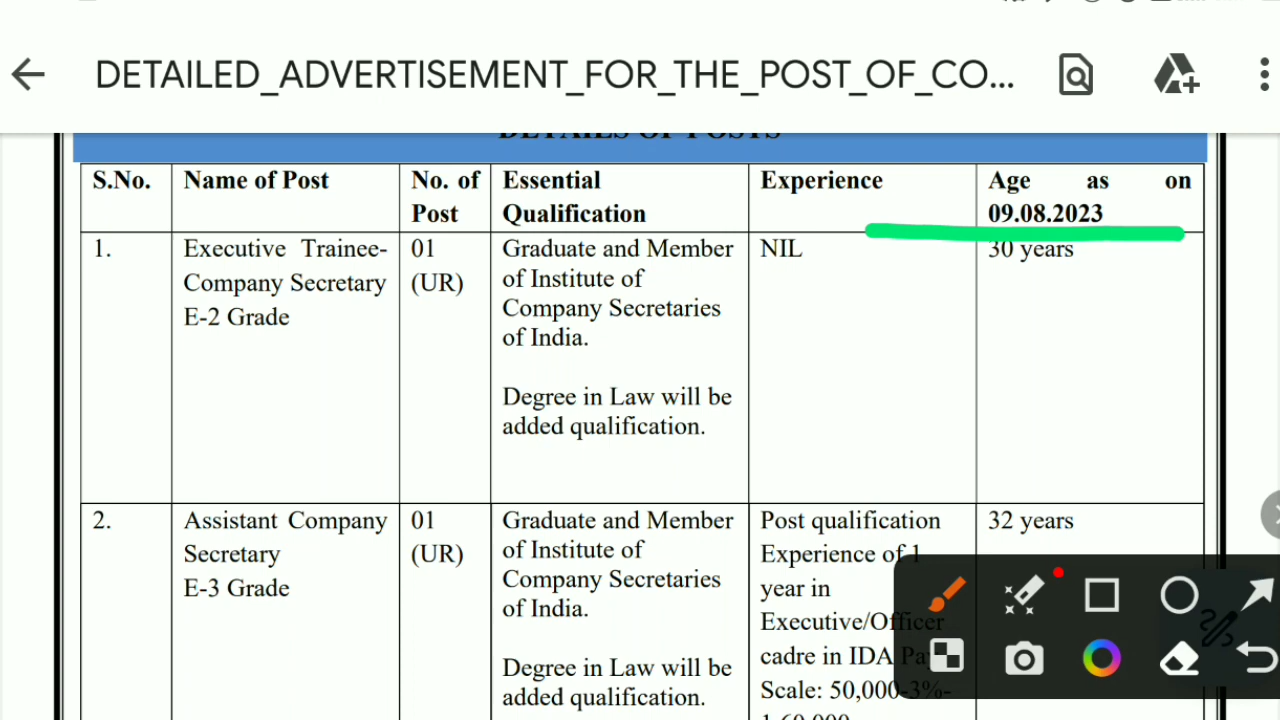 DETAILED_ADVERTISEMENT_FOR_THE_POST_OF_CO...
DETAILS OF POSTS
S.No. Name of Post No. of Post Essential Qualification Experience Age as on 09.08.2023
1.
Executive Trainee-
Company Secretary
E-2 Grade
01
(UR)
Graduate and Member
of Institute of
Company Secretaries
of India.
Degree in Law will be
added qualification.
NIL
30 years
2.
Assistant Company
Secretary
E-3 Grade
01
(UR)
Graduate and Member
of Institute of
Company Secretaries
of India.
Degree in Law will be
added qualification.
Post qualification
Experience of 1
year in
Executive/Officer
cadre in IDA
Scale: 50,000-3%-
32 years